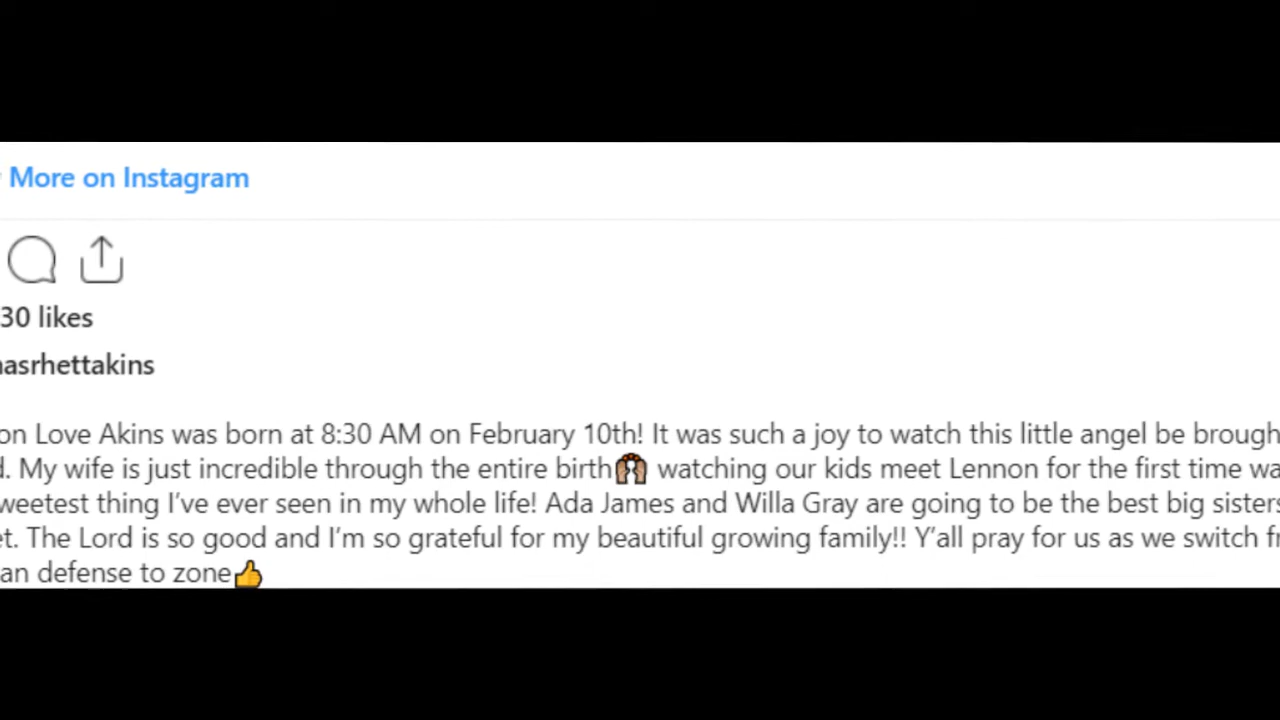 More on Instagram
30 likes
asrhettakins
on Love Akins was born at 8:30 AM on February 10th! It was such a joy to watch this little angel be brough
d. My wife is just incredible through the entire birth🙌🏽 watching our kids meet Lennon for the first time wa
weetest thing I've ever seen in my whole life! Ada James and Willa Gray are going to be the best big sisters
et. The Lord is so good and I'm so grateful for my beautiful growing family!! Y'all pray for us as we switch fr
an defense to zone👍